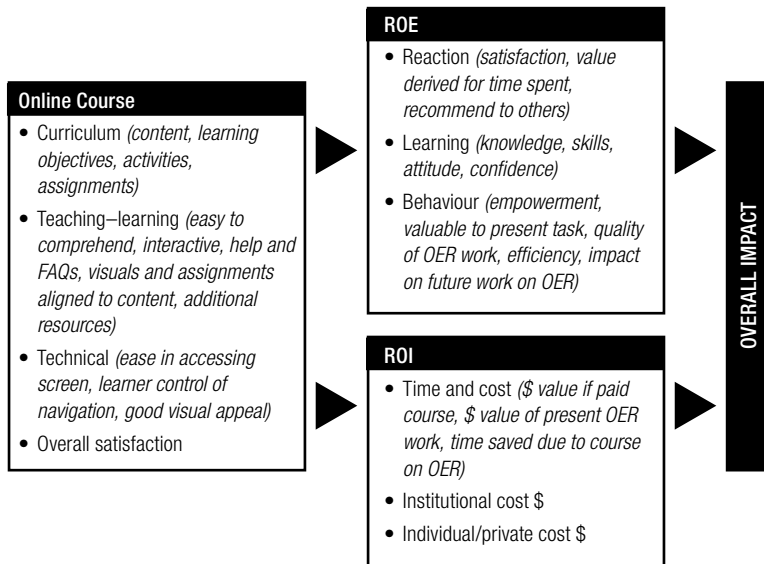 Online Course
• Curriculum (content, learning
objectives, activities,
assignments)
• Teaching–learning (easy to
comprehend, interactive, help and
FAQs, visuals and assignments
aligned to content, additional
resources)
• Technical (ease in accessing
screen, learner control of
navigation, good visual appeal)
• Overall satisfaction
ROE
• Reaction (satisfaction, value
derived for time spent,
recommend to others)
• Learning (knowledge, skills,
attitude, confidence)
• Behaviour (empowerment,
valuable to present task, quality
of OER work, efficiency, impact
on future work on OER)
ROI
• Time and cost ($ value if paid
course, $ value of present OER
work, time saved due to course
on OER)
• Institutional cost $
• Individual/private cost $
OVERALL IMPACT